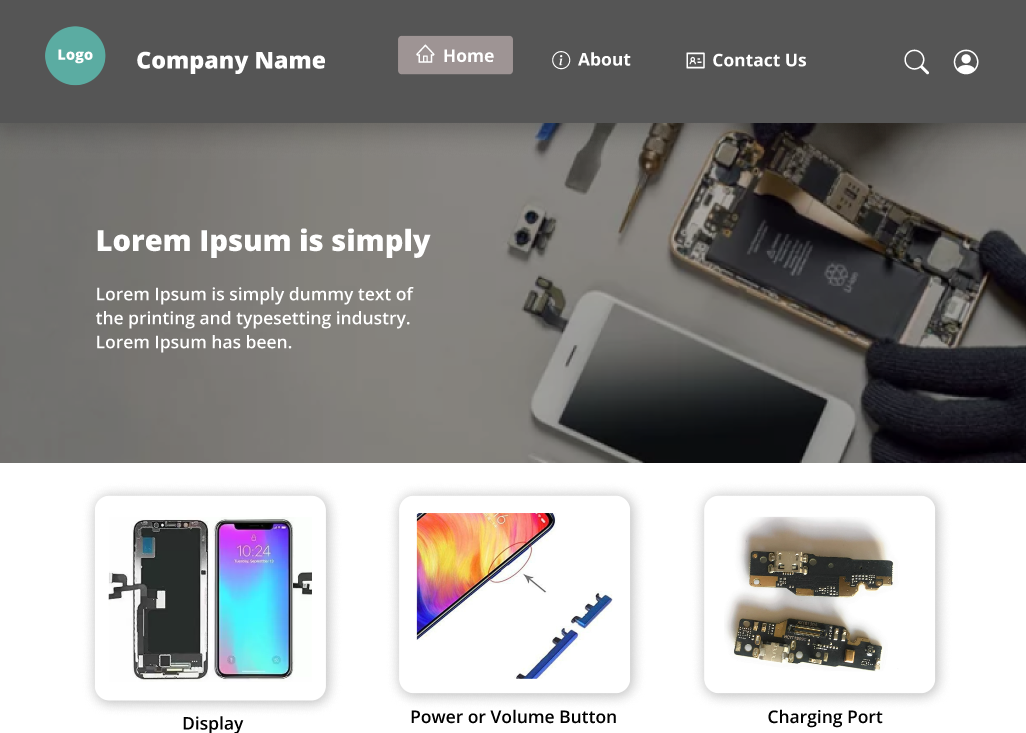 Logo
Company Name
Home
About
Contact Us
Lorem Ipsum is simply
Lorem Ipsum is simply dummy text of
the printing and typesetting industry.
Lorem Ipsum has been.
10:24
Display
Power or Volume Button
Charging Port